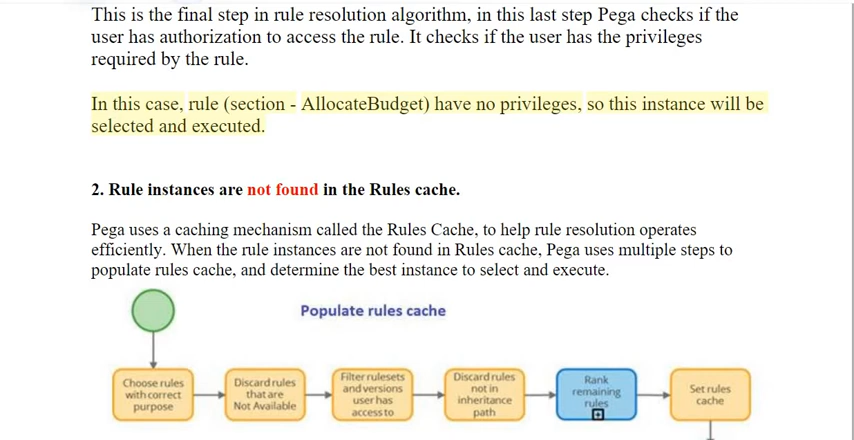 This is the final step in rule resolution algorithm, in this last step Pega checks if the
user has authorization to access the rule. It checks if the user has the privileges
required by the rule.
In this case, rule (section - AllocateBudget) have no privileges, so this instance will be
selected and executed.
2. Rule instances are not found in the Rules cache.
Pega uses a caching mechanism called the Rules Cache, to help rule resolution operates
efficiently. When the rule instances are not found in Rules cache, Pega uses multiple steps to
populate rules cache, and determine the best instance to select and execute.
Populate rules cache
Choose rules
with correct
purpose
Discard rules
that are
Not Available
Filter rulesets
and versions
user has
access to
Discard rules
not in
inheritance
path
Rank
remaining
rules
Set rules
cache